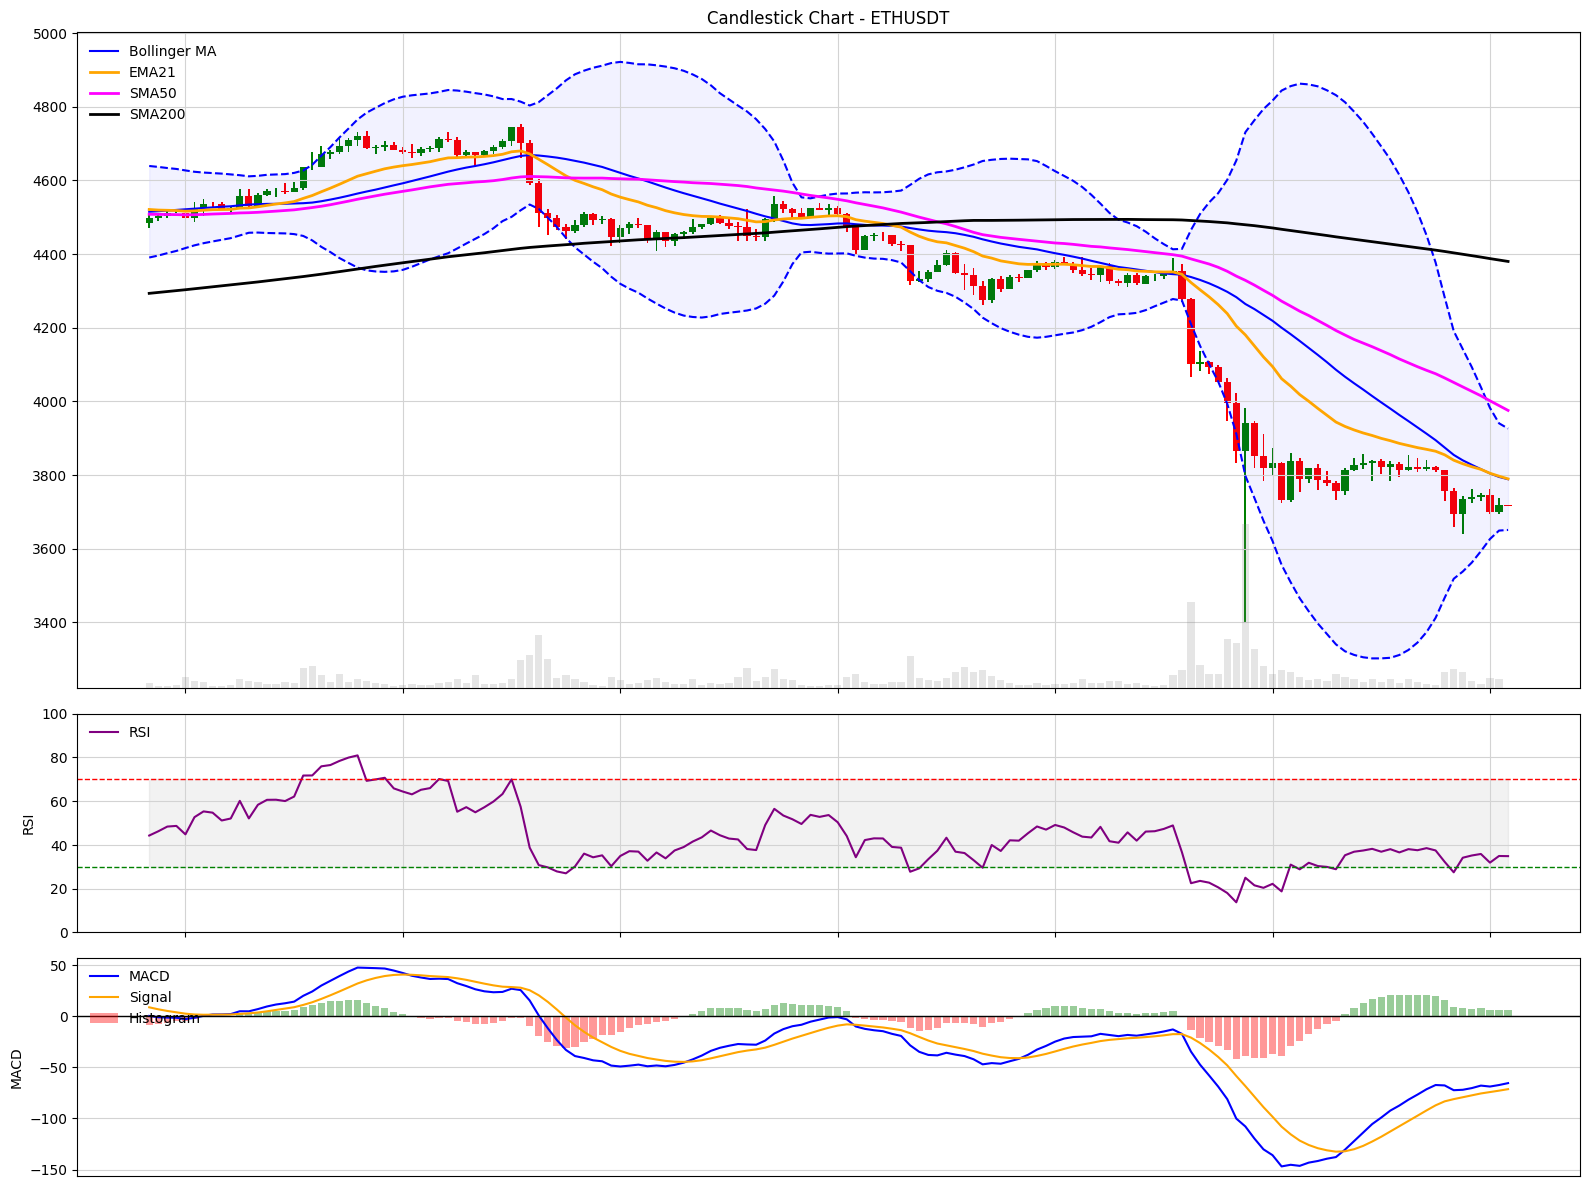 Candlestick Chart - ETHUSDT
5000
4800
4600
4400
4200
4000
3800
3600
3400
Bollinger MA
EMA21
SMA50
SMA200
100
80
60
40
20
0
RSI
RSI
50
0
−50
−100
−150
MACD
MACD
Signal
Histogram